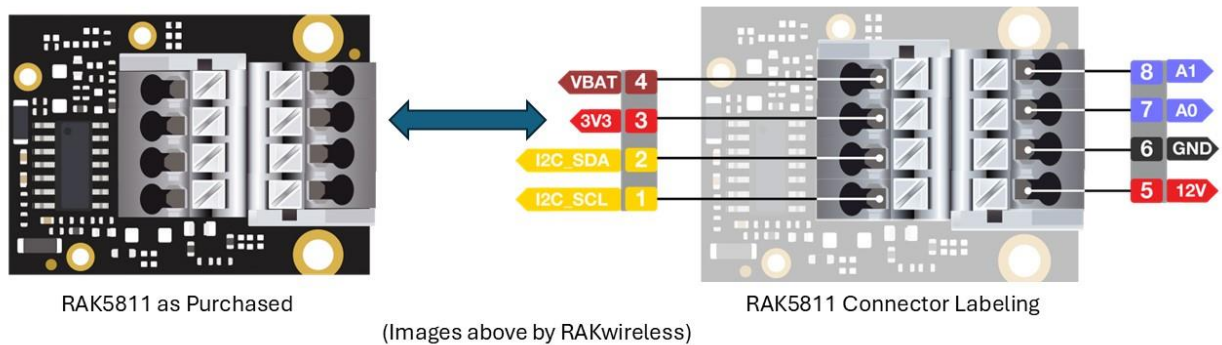 VBAT 4
3V3 3
I2C_SDA 2
I2C_SCL 1
8 A1
7 A0
6 GND
5 12V
RAK5811 as Purchased
RAK5811 Connector Labeling
(Images above by RAKwireless)